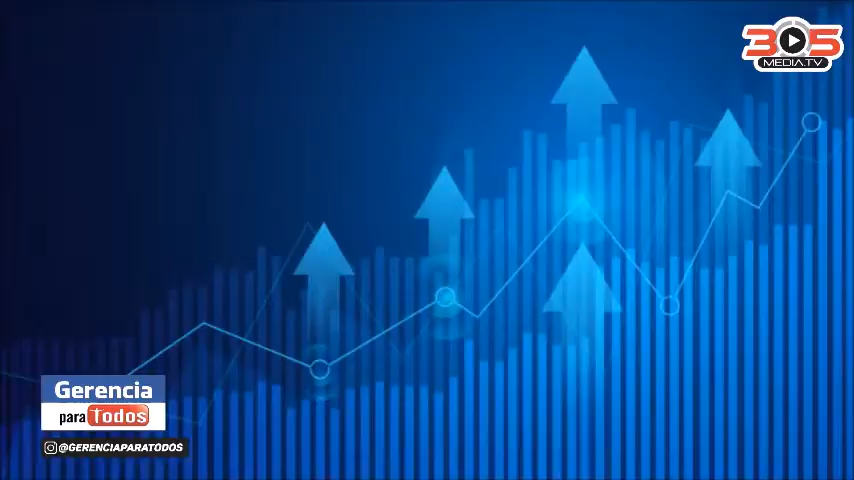 305
MEDIA.TV
Gerencia
para Todos
@GERENCIAPARATODOS